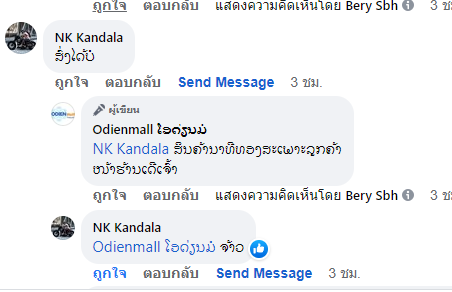 ถูกใจ ตอบกลับ แสดงความคิดเห็นโดย Bery Sbh 3 ชม.
NK Kandala
ສົ່ງໄດ້ບໍ
ถูกใจ ตอบกลับ Send Message 3 ชม.
ผู้เขียน
Odienmall ໂອດ່ຽນມໍ
NK Kandala ສິນຄ້ານາທີທອງສະເພາະລູກຄ້າ
ໜ້າຮ້ານເດີເຈົ້າ
ถูกใจ ตอบกลับ แสดงความคิดเห็นโดย Bery Sbh 3 ชม.
NK Kandala
Odienmall ໂອດ່ຽນມໍ ຈ້າວ
ถูกใจ ตอบกลับ Send Message 3 ชม.